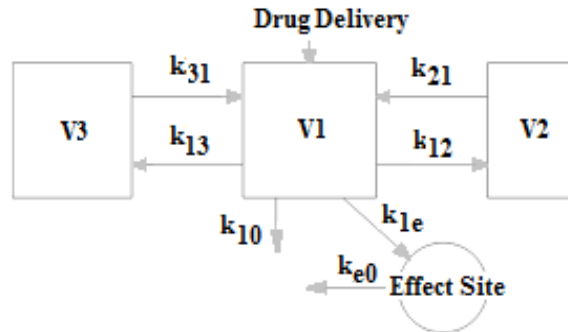 Drug Delivery
k31
k21
V3
V1
V2
k13
k12
k10
k1e
ke0
Effect Site